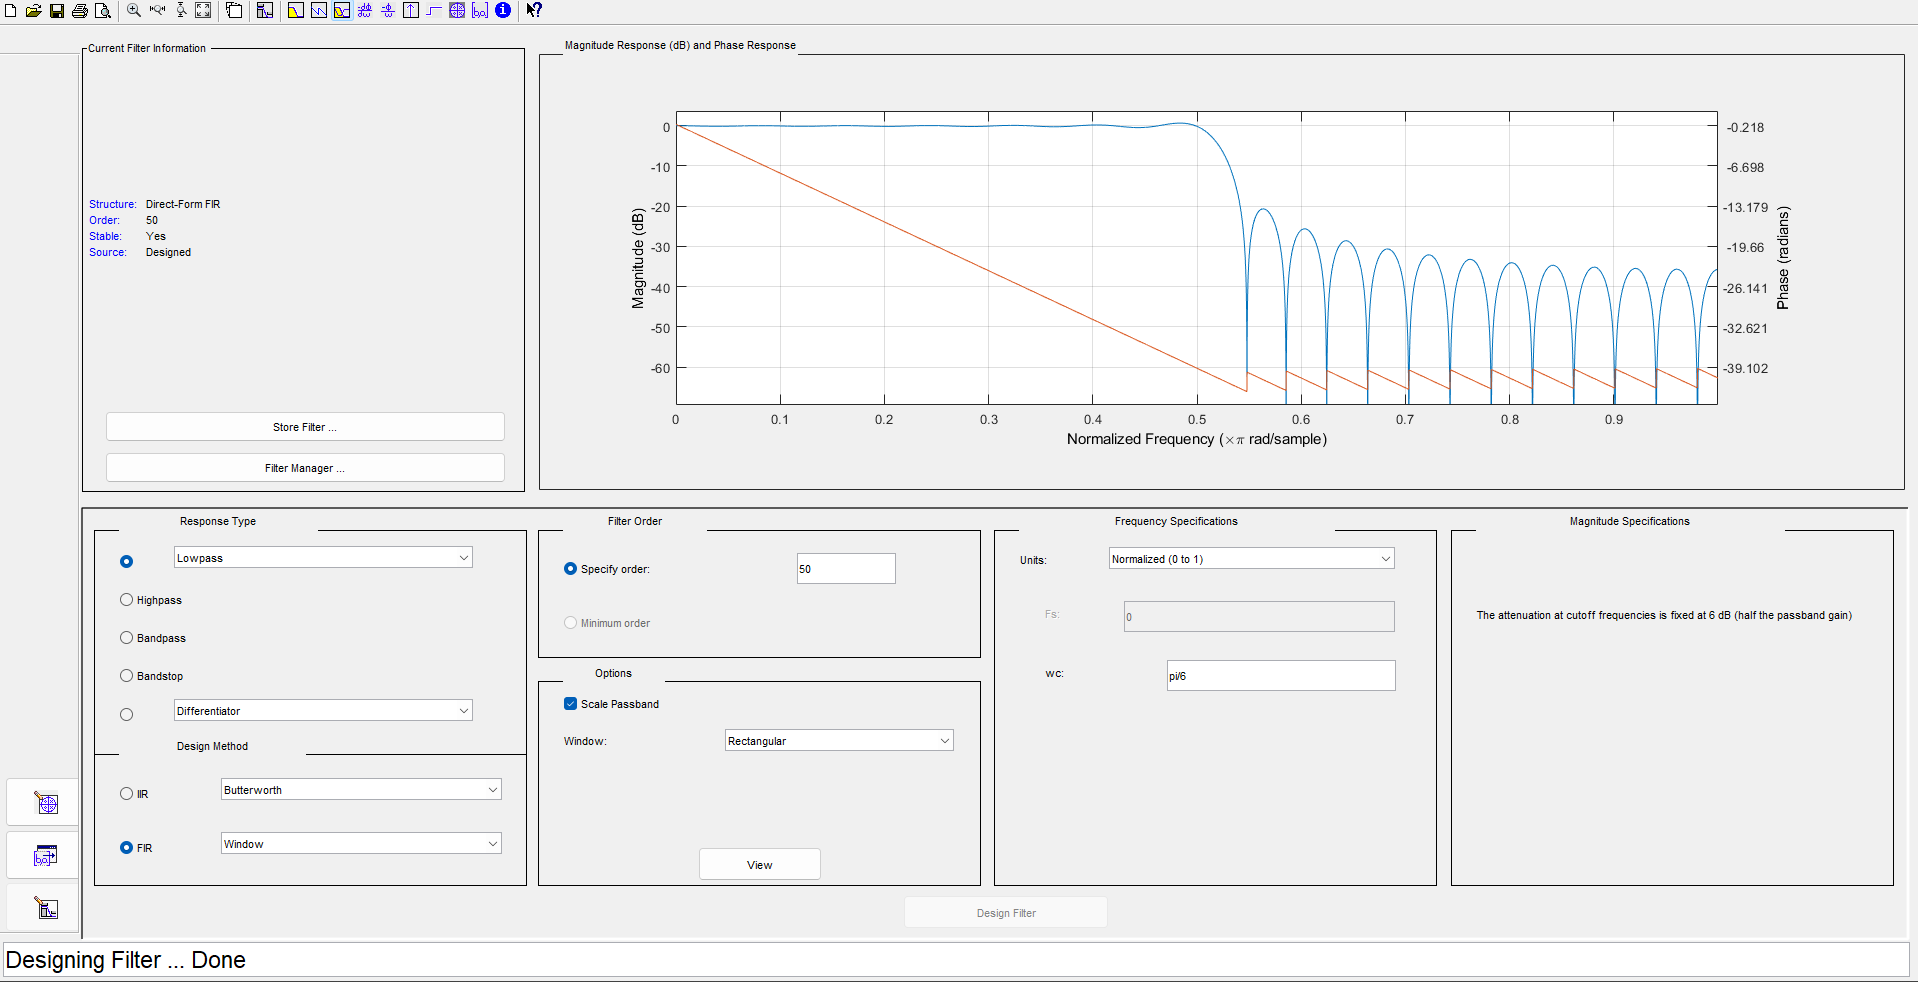 Current Filter Information
Structure: Direct-Form FIR
Order: 50
Stable: Yes
Source: Designed
Store Filter ...
Filter Manager ...
Magnitude Response (dB) and Phase Response
0
-10
-20
-30
-40
-50
-60
Magnitude (dB)
-0.218
-6.698
-13.179
-19.66
-26.141
-32.621
-39.102
Phase (radians)
0 0.1 0.2 0.3 0.4 0.5 0.6 0.7 0.8 0.9
Normalized Frequency (×π rad/sample)
Response Type
Lowpass
Highpass
Bandpass
Bandstop
Differentiator
Design Method
IIR Butterworth
FIR Window
Filter Order
Specify order: 50
Minimum order
Options
Scale Passband
Window: Rectangular
View
Frequency Specifications
Units: Normalized (0 to 1)
Fs: 0
wc: pi/6
Magnitude Specifications
The attenuation at cutoff frequencies is fixed at 6 dB (half the passband gain)
Design Filter
Designing Filter ... Done